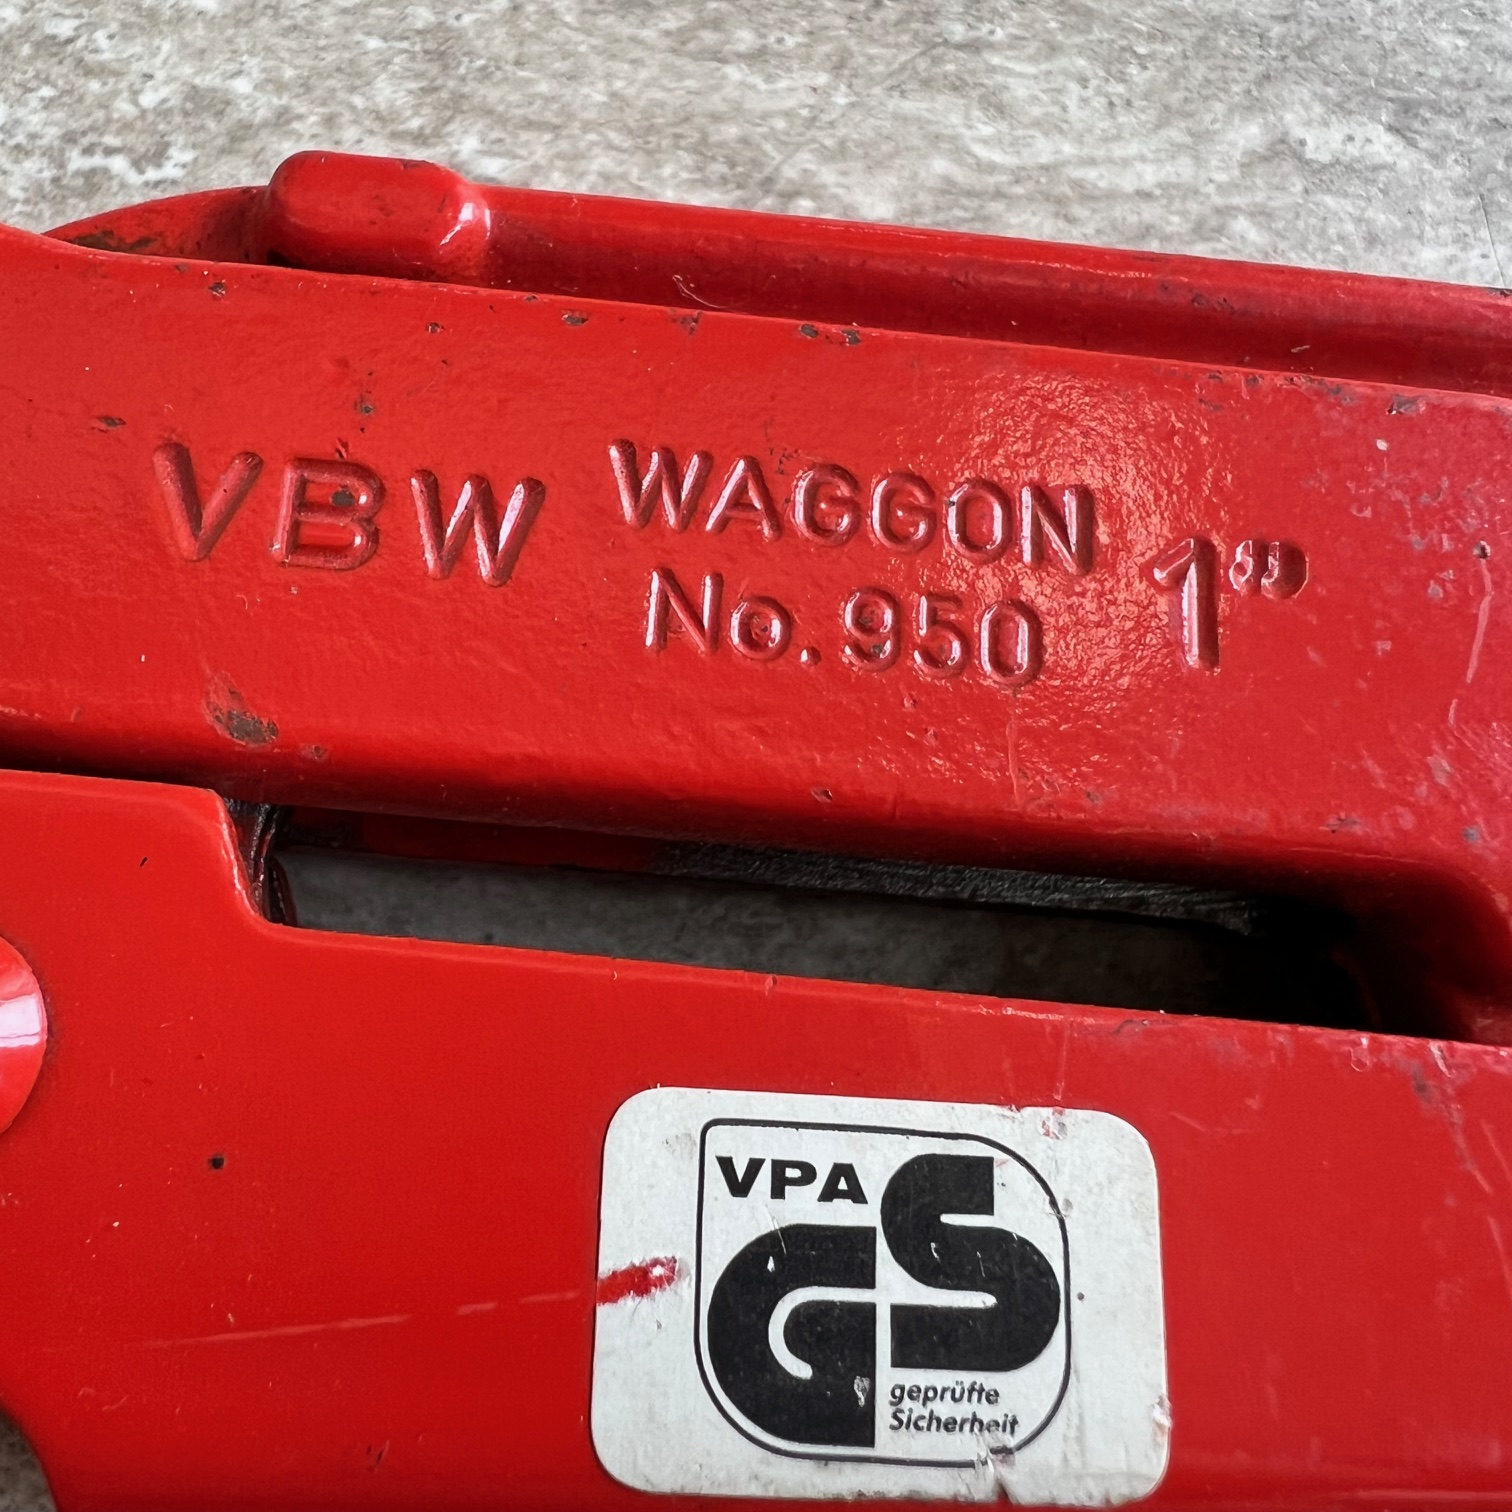 VBW WAGGON 1”
No. 950
VPA
GS
geprüfte
Sicherheit